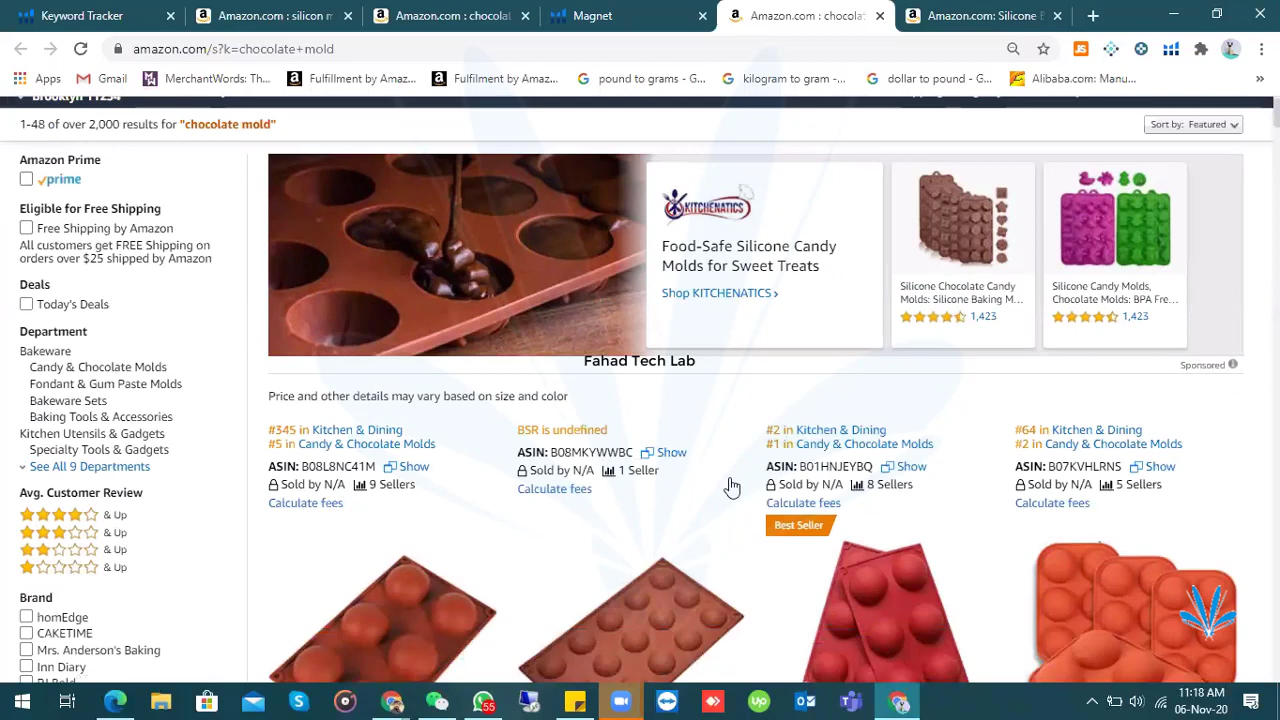 Keyword Tracker
Amazon.com : silicon m
Amazon.com : chocolat
Magnet
Amazon.com : chocola
Amazon.com: Silicone B
amazon.com/s?k=chocolate+mold
JS
Apps
Gmail
MerchantWords: Th...
Fulfillment by Amaz...
Fulfilment by Amaz...
pound to grams - G...
kilogram to gram -...
dollar to pound - G...
Alibaba.com: Manu...
»
Brooklyn 11234
1-48 of over 2,000 results for "chocolate mold"
Sort by: Featured
Amazon Prime
prime
Eligible for Free Shipping
Free Shipping by Amazon
All customers get FREE Shipping on
orders over $25 shipped by Amazon
Deals
Today's Deals
Department
Bakeware
Candy & Chocolate Molds
Fondant & Gum Paste Molds
Bakeware Sets
Baking Tools & Accessories
Kitchen Utensils & Gadgets
Specialty Tools & Gadgets
See All 9 Departments
Avg. Customer Review
& Up
& Up
& Up
& Up
Brand
homEdge
CAKETIME
Mrs. Anderson's Baking
Inn Diary
KITCHENATICS
Food-Safe Silicone Candy
Molds for Sweet Treats
Shop KITCHENATICS ›
Silicone Chocolate Candy
Molds: Silicone Baking M...
1,423
Silicone Candy Molds,
Chocolate Molds: BPA Fre...
1,423
Fahad Tech Lab
Sponsored
Price and other details may vary based on size and color
#345 in Kitchen & Dining
#5 in Candy & Chocolate Molds
ASIN: B08L8NC41M Show
Sold by N/A 9 Sellers
Calculate fees
BSR is undefined
ASIN: B08MKYWWBC Show
Sold by N/A 1 Seller
Calculate fees
#2 in Kitchen & Dining
#1 in Candy & Chocolate Molds
ASIN: B01HNJEYBQ Show
Sold by N/A 8 Sellers
Calculate fees
Best Seller
#64 in Kitchen & Dining
#2 in Candy & Chocolate Molds
ASIN: B07KVHLRNS Show
Sold by N/A 5 Sellers
Calculate fees
55
Up
11:18 AM
06-Nov-20